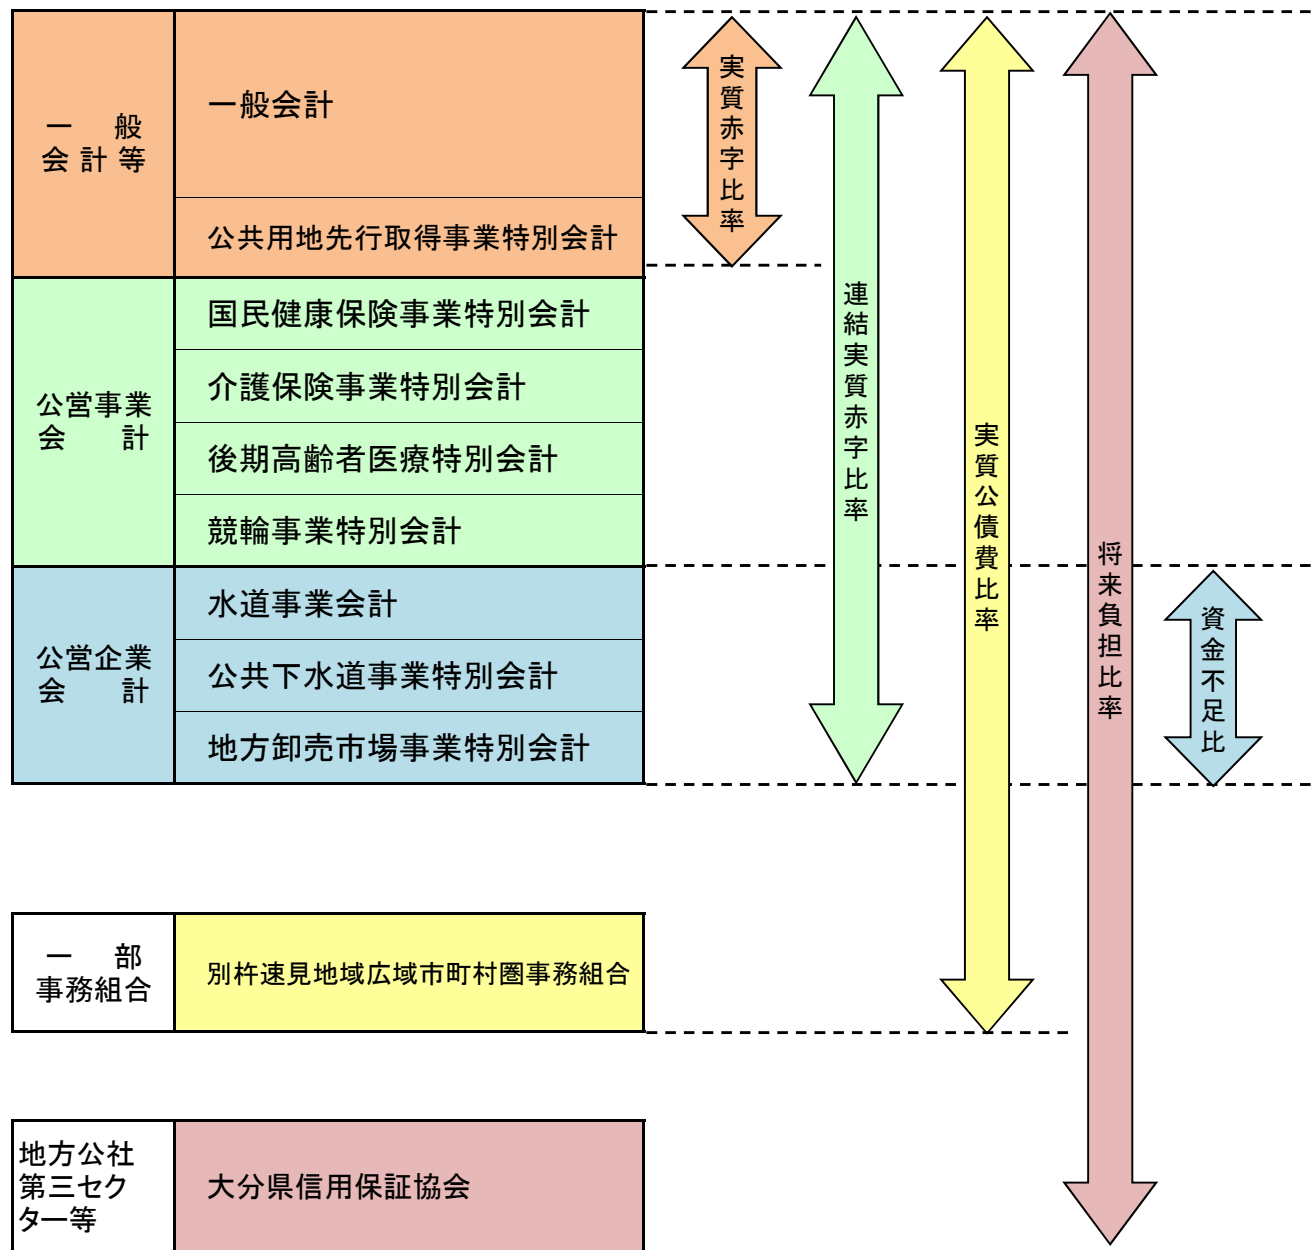 一　般
会 計 等
一般会計
公共用地先行取得事業特別会計
公営事業
会　　計
国民健康保険事業特別会計
介護保険事業特別会計
後期高齢者医療特別会計
競輪事業特別会計
公営企業
会　　計
水道事業会計
公共下水道事業特別会計
地方卸売市場事業特別会計
一　部
事務組合
別杵速見地域広域市町村圏事務組合
地方公社
第三セク
ター等
大分県信用保証協会
実質赤字比率
連結実質赤字比率
実質公債費比率
将来負担比率
資金不足比